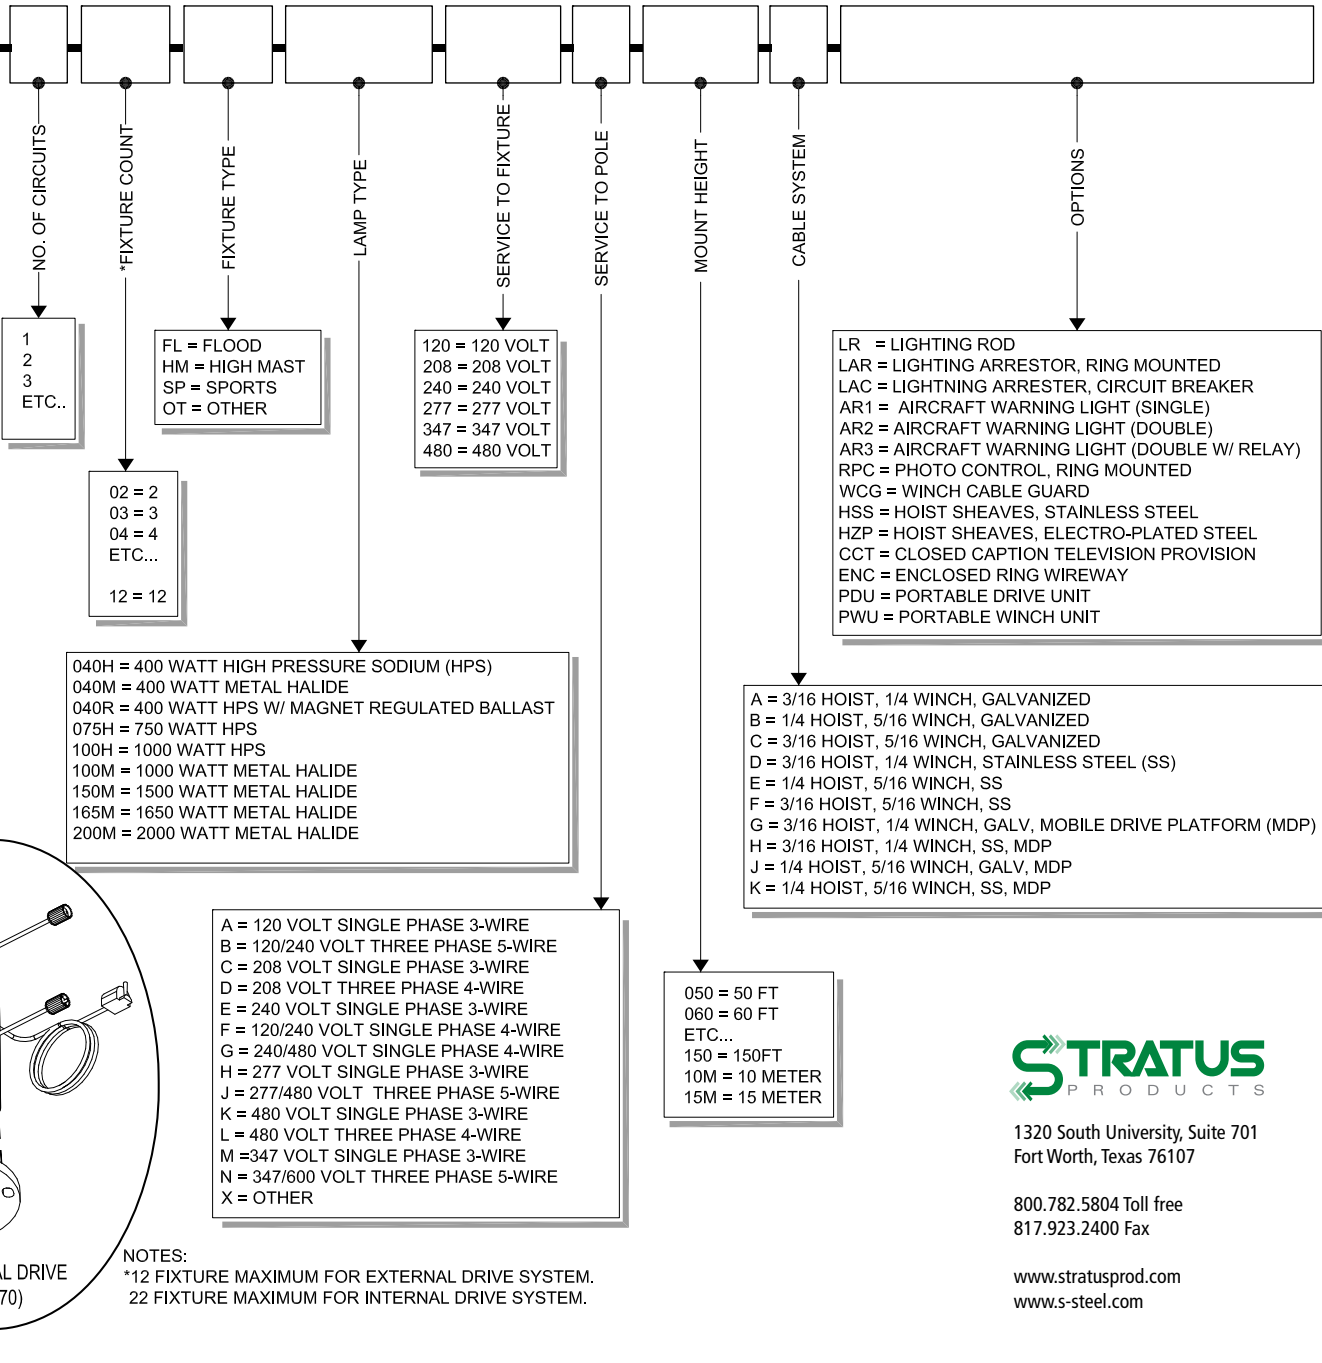 NO. OF CIRCUITS
*FIXTURE COUNT
FIXTURE TYPE
LAMP TYPE
SERVICE TO FIXTURE
SERVICE TO POLE
MOUNT HEIGHT
CABLE SYSTEM
OPTIONS
1
2
3
ETC..
02 = 2
03 = 3
04 = 4
ETC...
12 = 12
FL = FLOOD
HM = HIGH MAST
SP = SPORTS
OT = OTHER
120 = 120 VOLT
208 = 208 VOLT
240 = 240 VOLT
277 = 277 VOLT
347 = 347 VOLT
480 = 480 VOLT
LR = LIGHTING ROD
LAR = LIGHTING ARRESTOR, RING MOUNTED
LAC = LIGHTNING ARRESTER, CIRCUIT BREAKER
AR1 = AIRCRAFT WARNING LIGHT (SINGLE)
AR2 = AIRCRAFT WARNING LIGHT (DOUBLE)
AR3 = AIRCRAFT WARNING LIGHT (DOUBLE W/ RELAY)
RPC = PHOTO CONTROL, RING MOUNTED
WCG = WINCH CABLE GUARD
HSS = HOIST SHEAVES, STAINLESS STEEL
HZP = HOIST SHEAVES, ELECTRO-PLATED STEEL
CCT = CLOSED CAPTION TELEVISION PROVISION
ENC = ENCLOSED RING WIREWAY
PDU = PORTABLE DRIVE UNIT
PWU = PORTABLE WINCH UNIT
040H = 400 WATT HIGH PRESSURE SODIUM (HPS)
040M = 400 WATT METAL HALIDE
040R = 400 WATT HPS W/ MAGNET REGULATED BALLAST
075H = 750 WATT HPS
100H = 1000 WATT HPS
100M = 1000 WATT METAL HALIDE
150M = 1500 WATT METAL HALIDE
165M = 1650 WATT METAL HALIDE
200M = 2000 WATT METAL HALIDE
A = 3/16 HOIST, 1/4 WINCH, GALVANIZED
B = 1/4 HOIST, 5/16 WINCH, GALVANIZED
C = 3/16 HOIST, 5/16 WINCH, GALVANIZED
D = 3/16 HOIST, 1/4 WINCH, STAINLESS STEEL (SS)
E = 1/4 HOIST, 5/16 WINCH, SS
F = 3/16 HOIST, 5/16 WINCH, SS
G = 3/16 HOIST, 1/4 WINCH, GALV, MOBILE DRIVE PLATFORM (MDP)
H = 3/16 HOIST, 1/4 WINCH, SS, MDP
J = 1/4 HOIST, 5/16 WINCH, GALV, MDP
K = 1/4 HOIST, 5/16 WINCH, SS, MDP
A = 120 VOLT SINGLE PHASE 3-WIRE
B = 120/240 VOLT THREE PHASE 5-WIRE
C = 208 VOLT SINGLE PHASE 3-WIRE
D = 208 VOLT THREE PHASE 4-WIRE
E = 240 VOLT SINGLE PHASE 3-WIRE
F = 120/240 VOLT SINGLE PHASE 4-WIRE
G = 240/480 VOLT SINGLE PHASE 4-WIRE
H = 277 VOLT SINGLE PHASE 3-WIRE
J = 277/480 VOLT THREE PHASE 5-WIRE
K = 480 VOLT SINGLE PHASE 3-WIRE
L = 480 VOLT THREE PHASE 4-WIRE
M =347 VOLT SINGLE PHASE 3-WIRE
N = 347/600 VOLT THREE PHASE 5-WIRE
X = OTHER
050 = 50 FT
060 = 60 FT
ETC...
150 = 150FT
10M = 10 METER
15M = 15 METER
AL DRIVE
70)
NOTES:
*12 FIXTURE MAXIMUM FOR EXTERNAL DRIVE SYSTEM.
22 FIXTURE MAXIMUM FOR INTERNAL DRIVE SYSTEM.
STRATUS
PRODUCTS
1320 South University, Suite 701
Fort Worth, Texas 76107
800.782.5804 Toll free
817.923.2400 Fax
www.stratusprod.com
www.s-steel.com